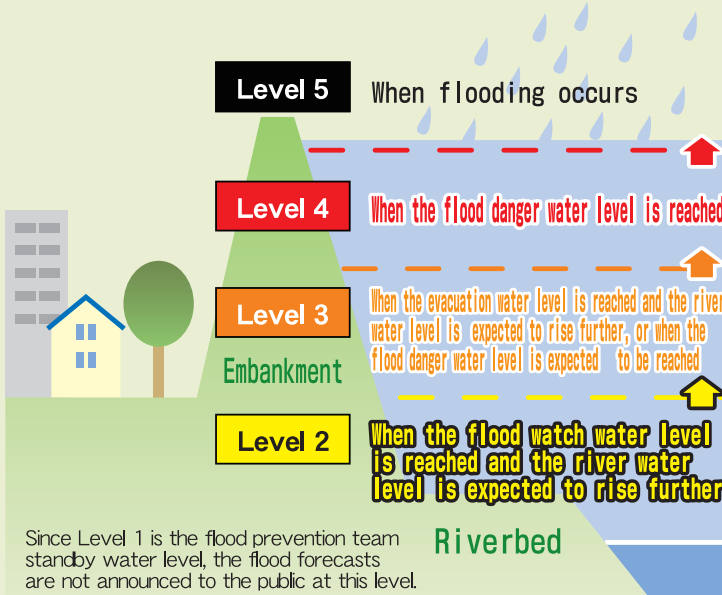 Level 5
When flooding occurs
Level 4
When the flood danger water level is reached
Level 3
When the evacuation water level is reached and the river
water level is expected to rise further, or when the
flood danger water level is expected to be reached
Embankment
Level 2
When the flood watch water level
is reached and the river water
level is expected to rise further
Riverbed
Since Level 1 is the flood prevention team
standby water level, the flood forecasts
are not announced to the public at this level.